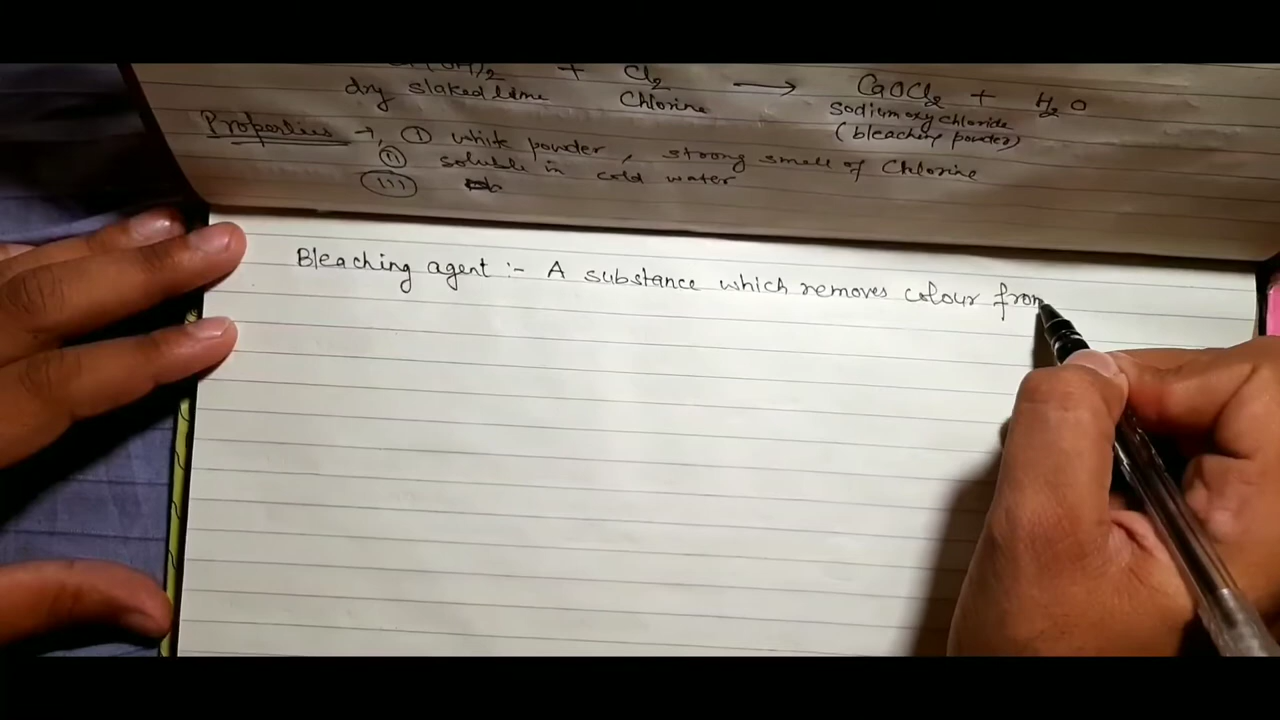 + Cl2 ⟶ CaOCl2 + H2O
dry slaked lime Chlorine Sodium oxychloride
(bleaching powder)
Properties →, (I) white powder, strong smell of Chlorine
(II) soluble in cold water
(III)
Bleaching agent :- A substance which removes colour from